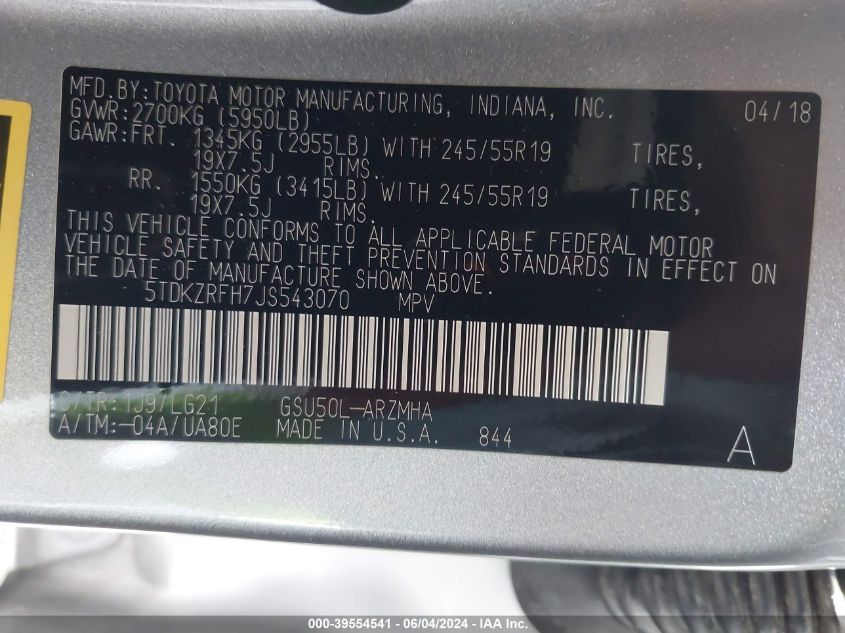 MFD.BY:TOYOTA MOTOR MANUFACTURING, INDIANA, INC. 04/18
GVWR:2700KG (5950LB)
GAWR:FRT. 1345KG (2955LB) WITH 245/55R19 TIRES,
19X7.5J RIMS.
RR. 1550KG (3415LB) WITH 245/55R19 TIRES,
19X7.5J RIMS.
THIS VEHICLE CONFORMS TO ALL APPLICABLE FEDERAL MOTOR
VEHICLE SAFETY AND THEFT PREVENTION STANDARDS IN EFFECT ON
THE DATE OF MANUFACTURE SHOWN ABOVE.
5TDKZRFH7JS543070 MPV
C/TR:1J9/LG21 GSU50L-ARZMHA
A/TM:-04A/UA80E MADE IN U.S.A. 844 A
000-39554541 - 06/04/2024 - IAA Inc.